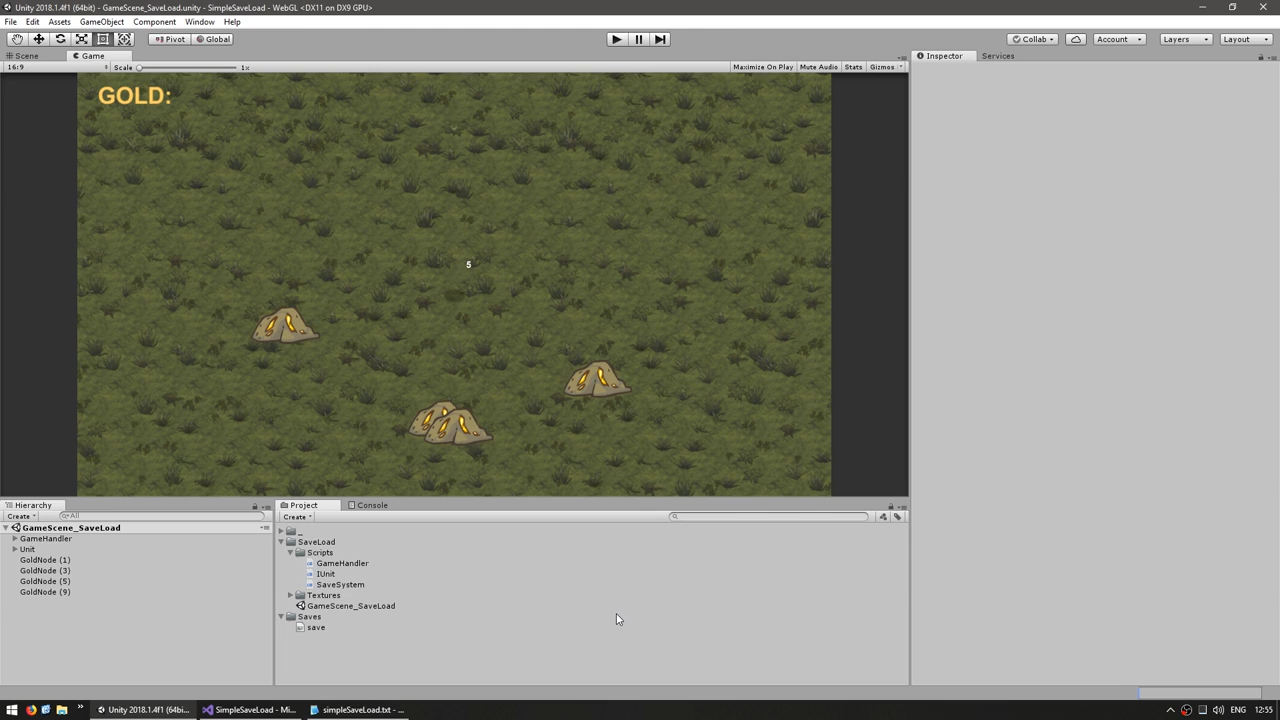 Unity 2018.1.4f1 (64bit) - GameScene_SaveLoad.unity - SimpleSaveLoad - WebGL <DX11 on DX9 GPU>
File Edit Assets GameObject Component Window Help
Pivot Global Collab Account Layers Layout
Scene Game Inspector Services
16:9 Scale 1x Maximize On Play Mute Audio Stats Gizmos
GOLD:
5
Hierarchy
Create All
GameScene_SaveLoad
GameHandler
Unit
GoldNode (1)
GoldNode (3)
GoldNode (5)
GoldNode (9)
Project Console
Create
_
SaveLoad
Scripts
GameHandler
IUnit
SaveSystem
Textures
GameScene_SaveLoad
Saves
save
Unity 2018.1.4f1 (64bi... SimpleSaveLoad - Mi... simpleSaveLoad.txt - ... ENG 12:55